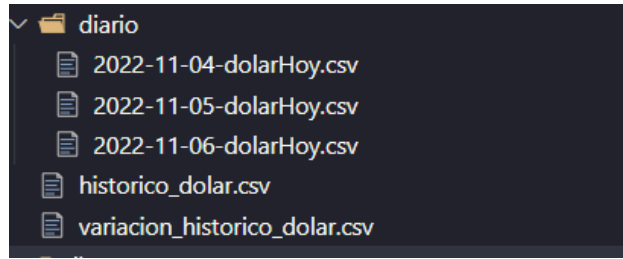 diario
2022-11-04-dolarHoy.csv
2022-11-05-dolarHoy.csv
2022-11-06-dolarHoy.csv
historico_dolar.csv
variacion_historico_dolar.csv